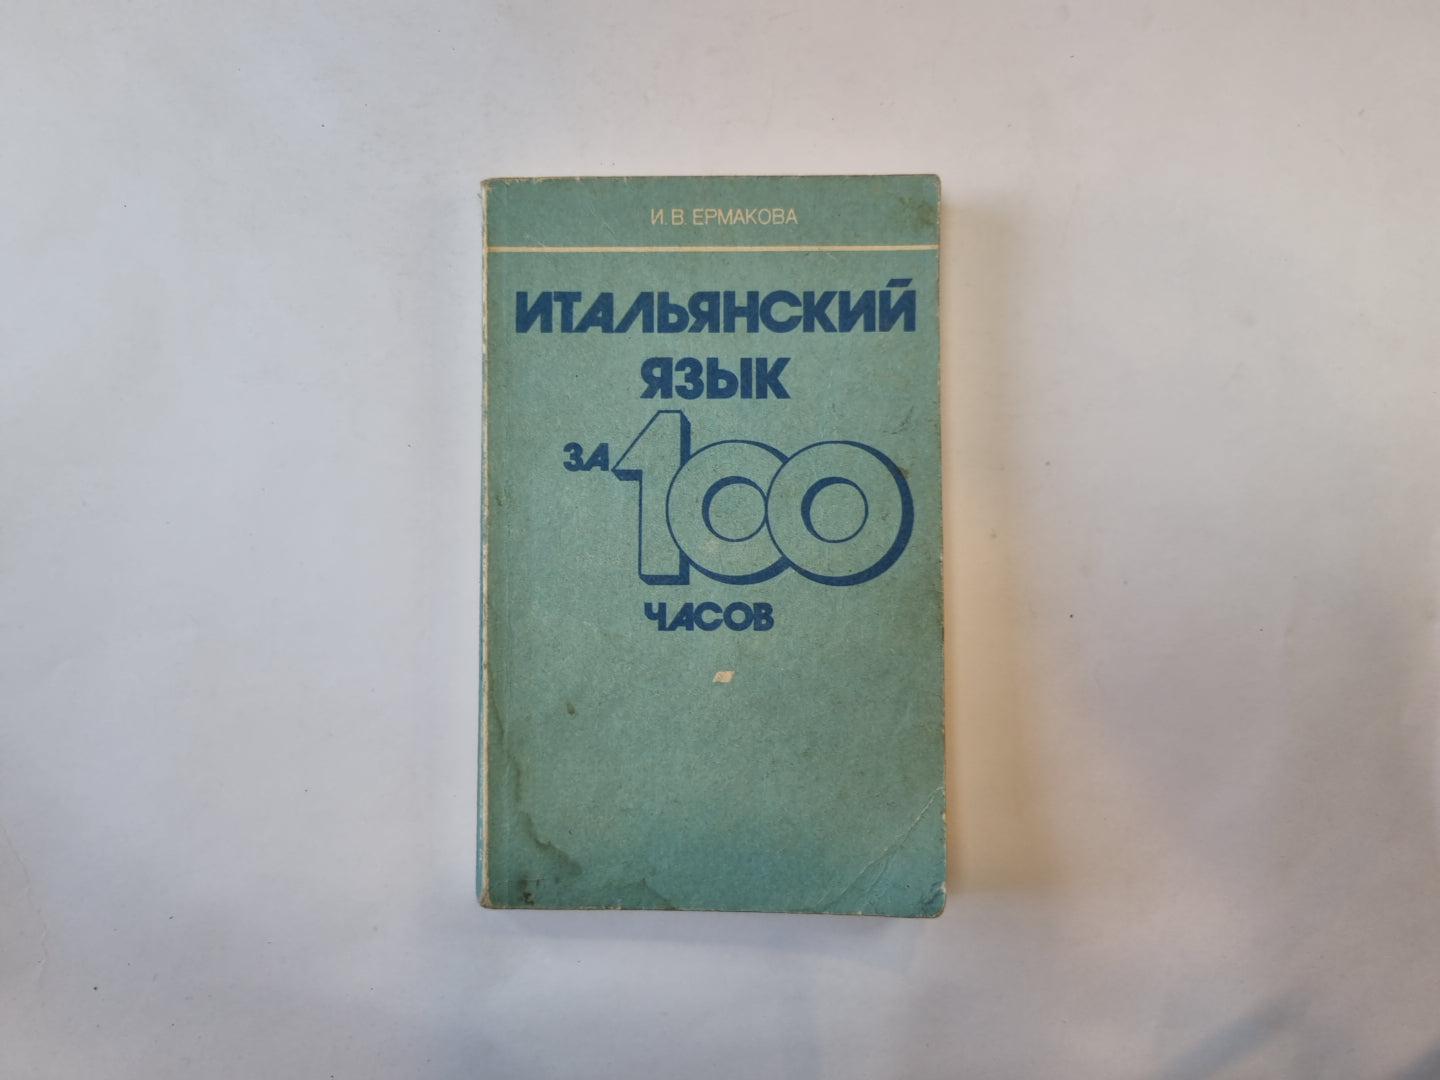 И. В. ЕРМАКОВА
ИТАЛЬЯНСКИЙ
ЯЗЫК
ЗА 100
ЧАСОВ